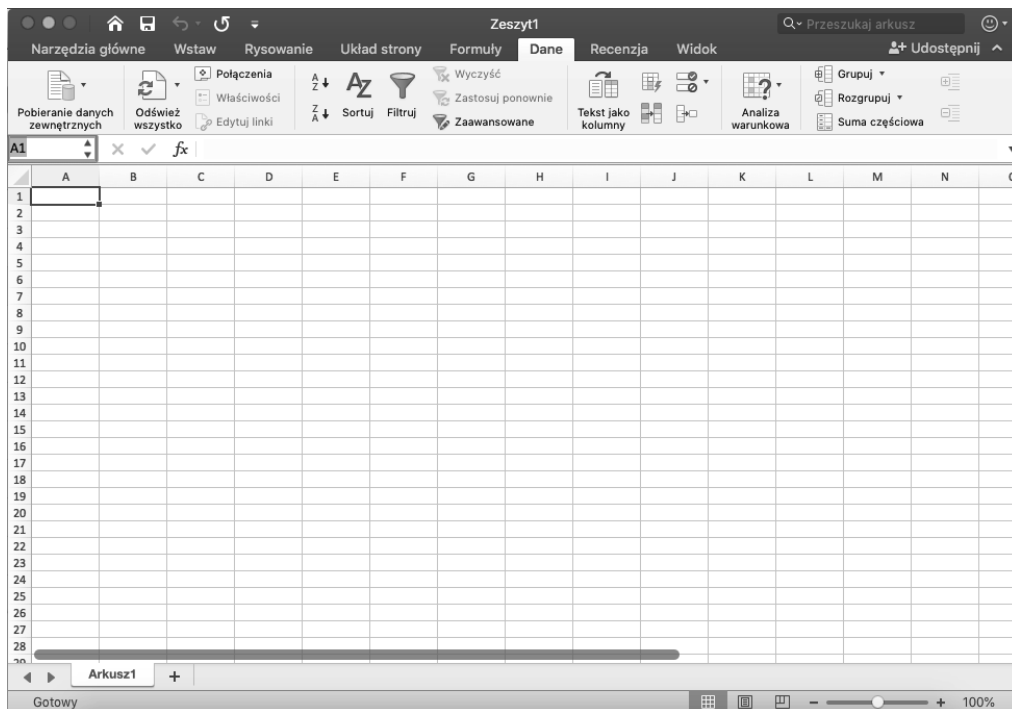 Zeszyt1
Przeszukaj arkusz
Narzędzia główne Wstaw Rysowanie Układ strony Formuły Dane Recenzja Widok Udostępnij
Pobieranie danych zewnętrznych
Odśwież wszystko
Połączenia
Właściwości
Edytuj linki
A Z
Z A
AZ
Sortuj
Filtruj
Wyczyść
Zastosuj ponownie
Zaawansowane
Tekst jako kolumny
Analiza warunkowa
Grupuj
Rozgrupuj
Suma częściowa
A1 fx
A B C D E F G H I J K L M N
1
2
3
4
5
6
7
8
9
10
11
12
13
14
15
16
17
18
19
20
21
22
23
24
25
26
27
28
Arkusz1 +
Gotowy − + 100%